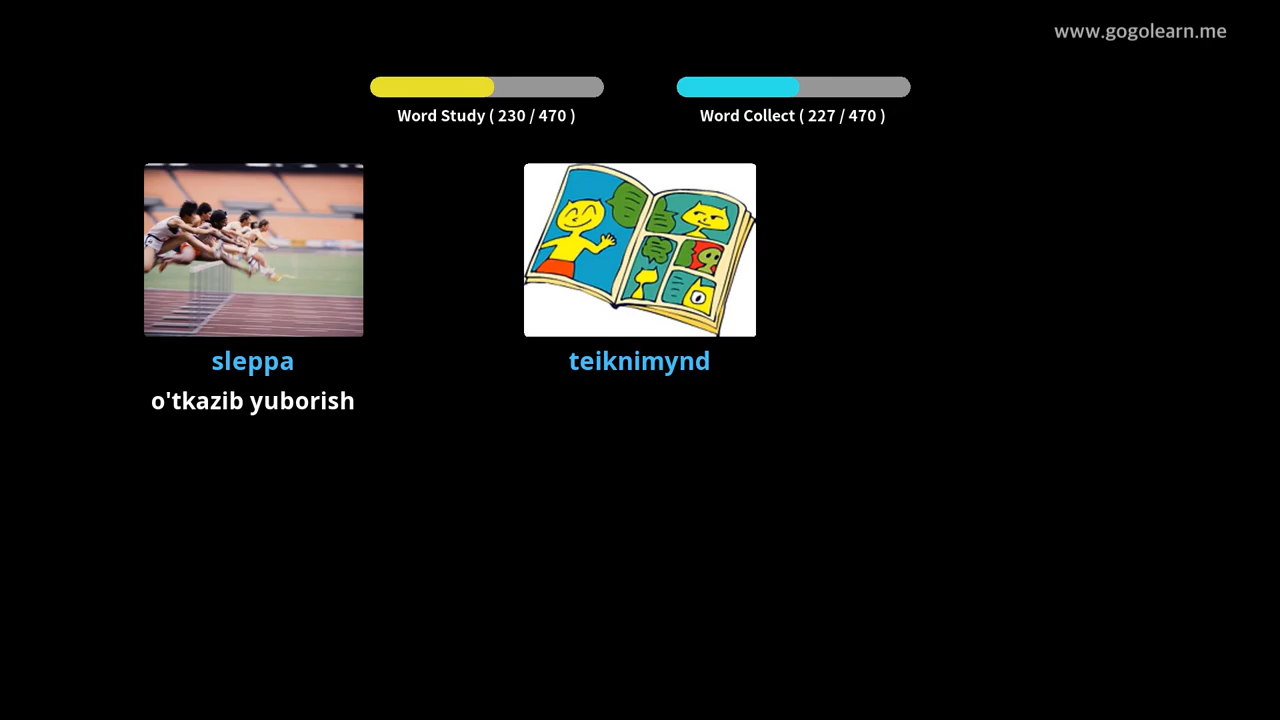 www.gogolearn.me
Word Study ( 230 / 470 )
Word Collect ( 227 / 470 )
sleppa
teiknimynd
o'tkazib yuborish